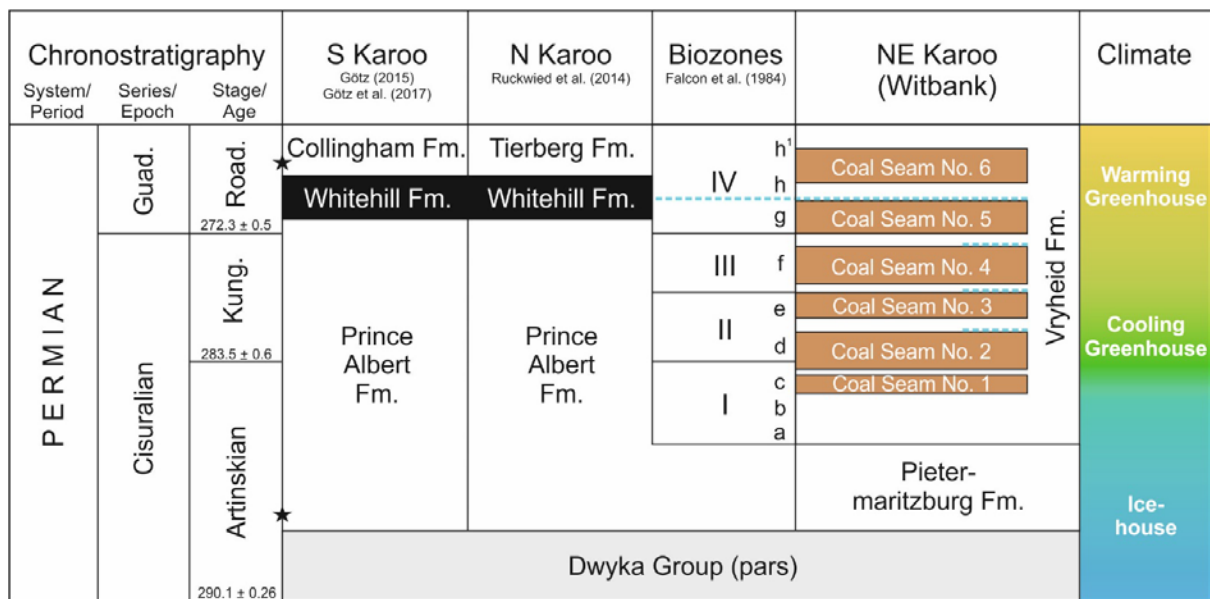 Chronostratigraphy
System/
Period
Series/
Epoch
Stage/
Age
S Karoo
Götz (2015)
Götz et al. (2017)
N Karoo
Ruckwied et al. (2014)
Biozones
Falcon et al. (1984)
NE Karoo
(Witbank)
Climate
PERMIAN
Guad.
Cisuralian
Road.
272.3 ± 0.5
Kung.
283.5 ± 0.6
Artinskian
290.1 ± 0.26
Collingham Fm.
Whitehill Fm.
Prince
Albert
Fm.
Tierberg Fm.
Whitehill Fm.
Prince
Albert
Fm.
IV
III
II
I
h¹
h
g
f
e
d
c
b
a
Coal Seam No. 6
Coal Seam No. 5
Coal Seam No. 4
Coal Seam No. 3
Coal Seam No. 2
Coal Seam No. 1
Vryheid Fm.
Pieter-
maritzburg Fm.
Dwyka Group (pars)
Warming
Greenhouse
Cooling
Greenhouse
Ice-
house